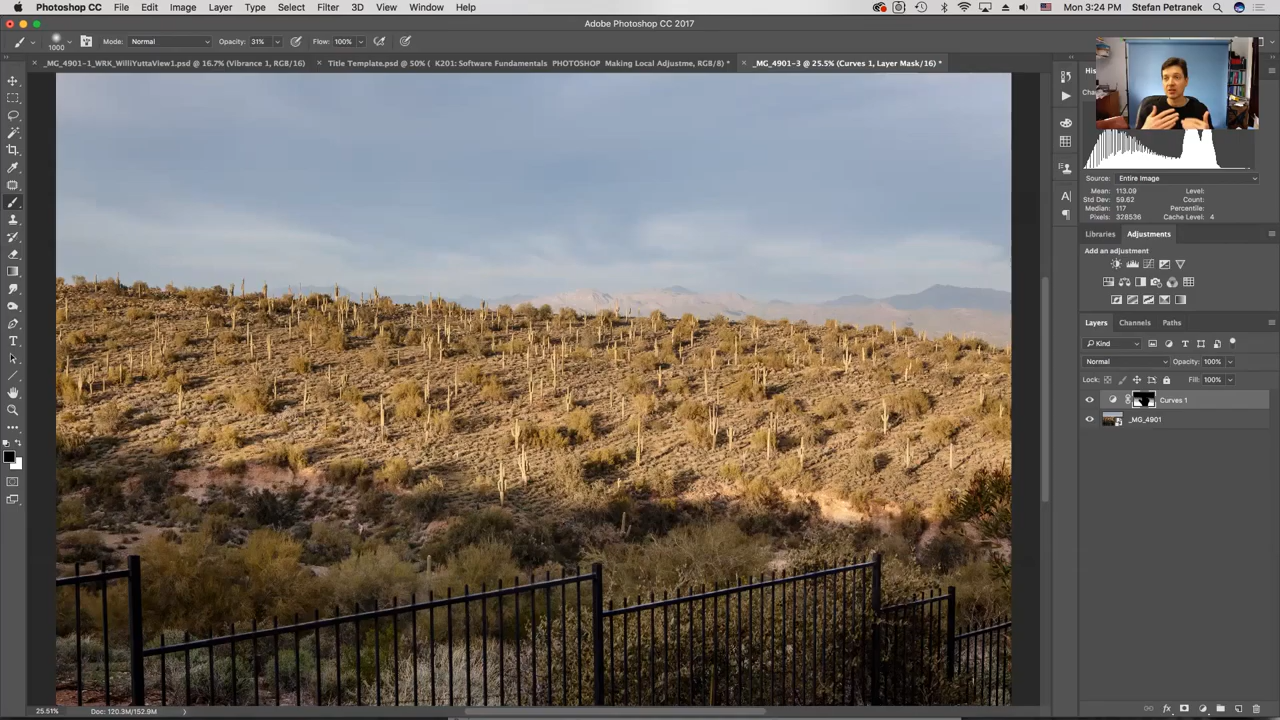 Photoshop CC File Edit Image Layer Type Select Filter 3D View Window Help Mon 3:24 PM Stefan Petranek
Adobe Photoshop CC 2017
1000 Mode: Normal Opacity: 31% Flow: 100%
_MG_4901-1_WRK_WilliYuttaView1.psd @ 16.7% (Vibrance 1, RGB/16) Title Template.psd @ 50% ( K201: Software Fundamentals PHOTOSHOP Making Local Adjustme, RGB/8) * _MG_4901-3 @ 25.5% (Curves 1, Layer Mask/16) *
Source: Entire Image
Mean: 113.09 Level:
Std Dev: 59.62 Count:
Median: 117 Percentile:
Pixels: 328536 Cache Level: 4
Libraries Adjustments
Add an adjustment
Layers Channels Paths
Kind
Normal Opacity: 100%
Lock: Fill: 100%
Curves 1
_MG_4901
25.51% Doc: 120.3M/152.9M